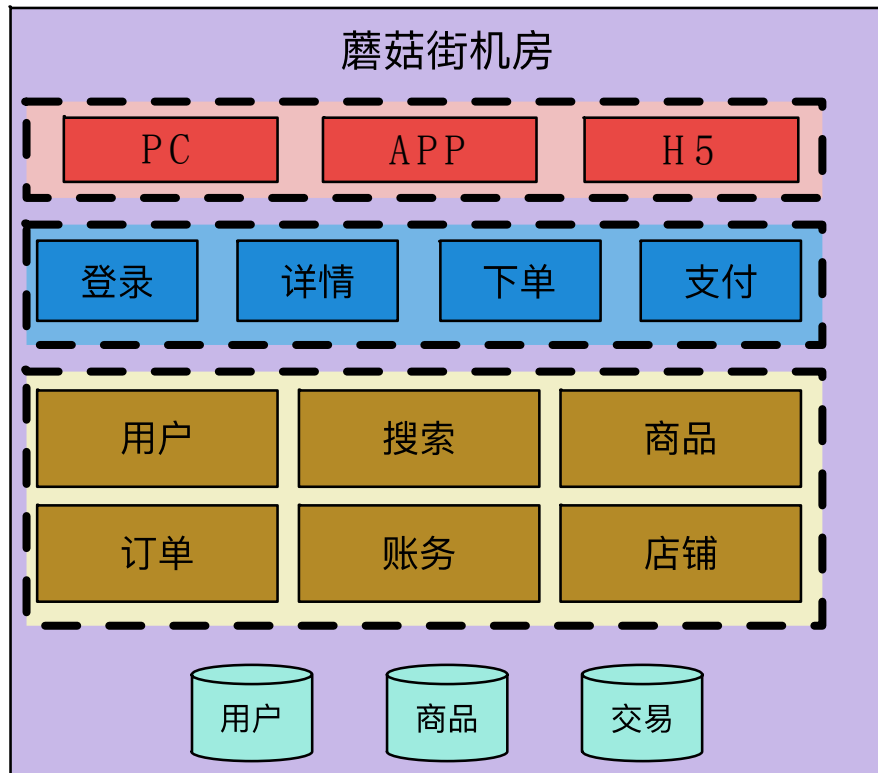 蘑菇街机房
PC APP H5
登录 详情 下单 支付
用户 搜索 商品
订单 账务 店铺
用户 商品 交易